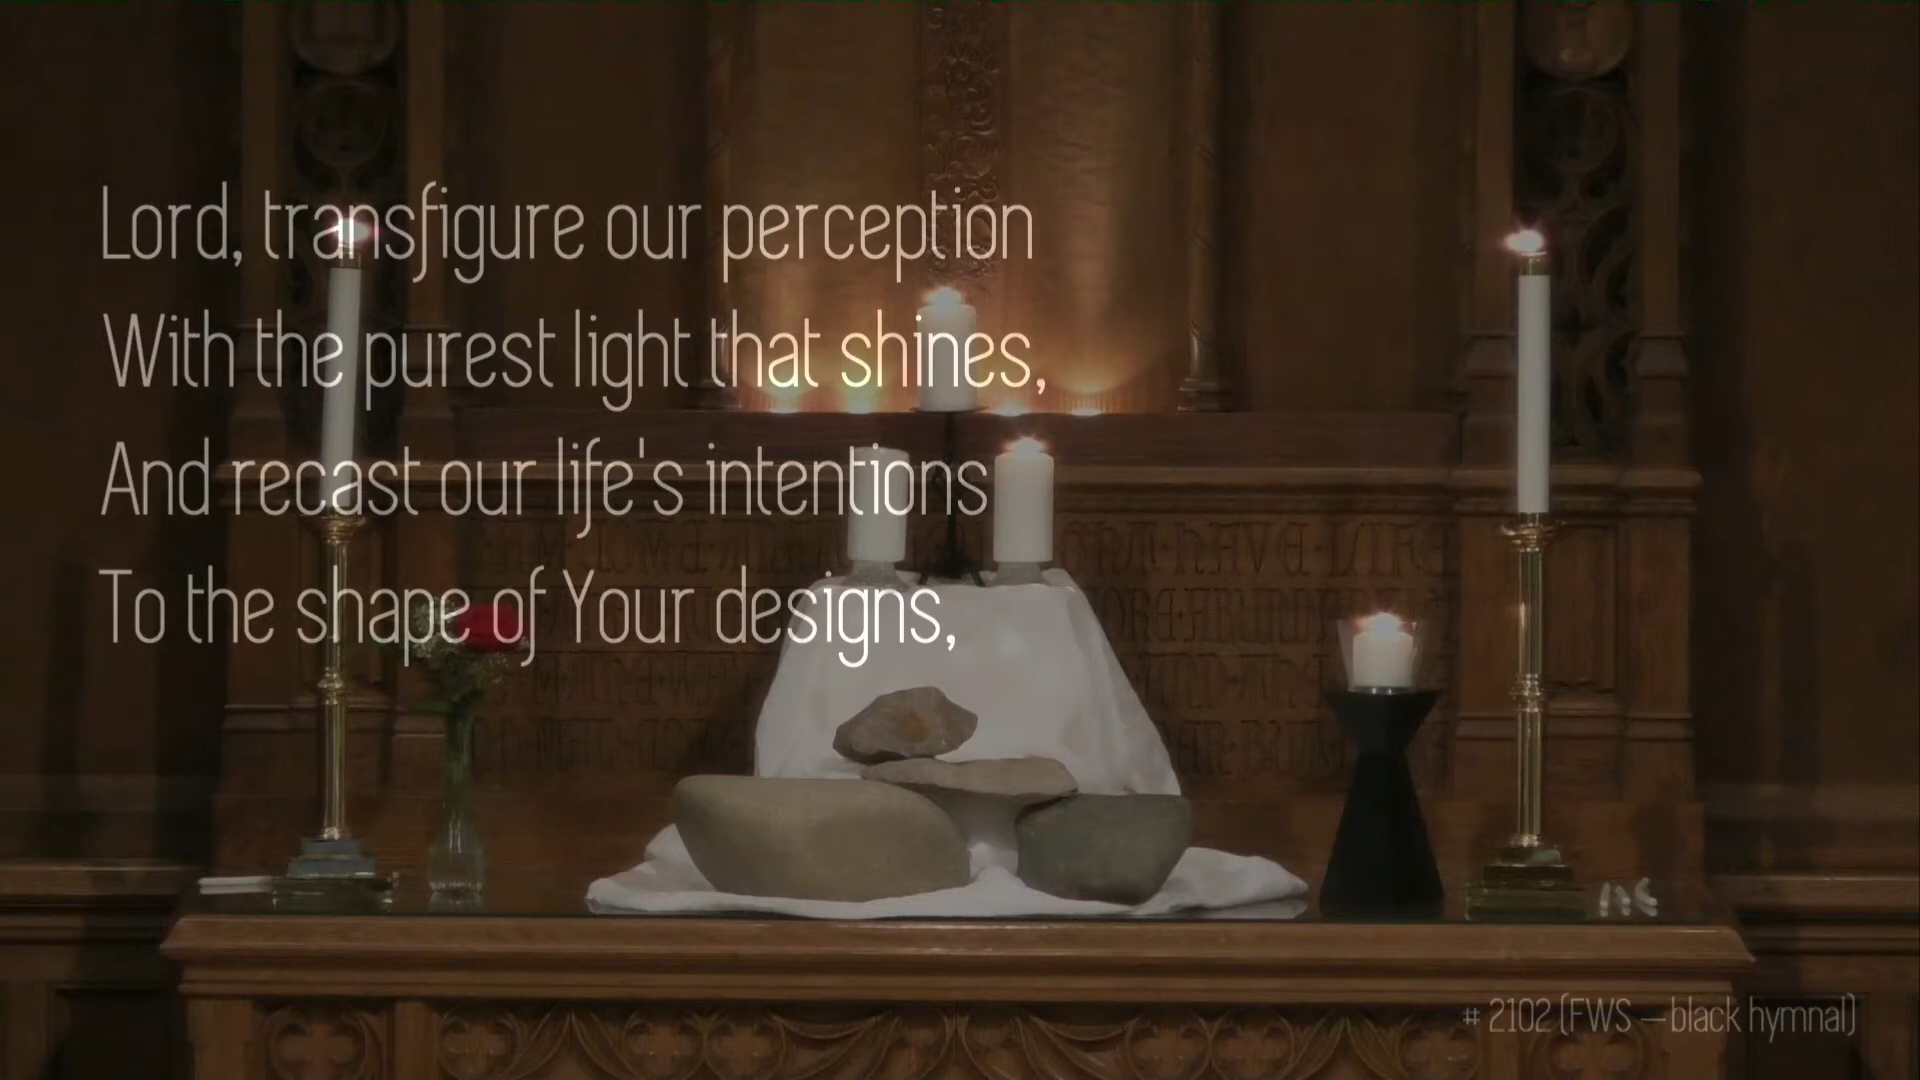 Lord, transfigure our perception
With the purest light that shines,
And recast our life's intentions
To the shape of Your designs,
# 2102 (FWS –black hymnal)